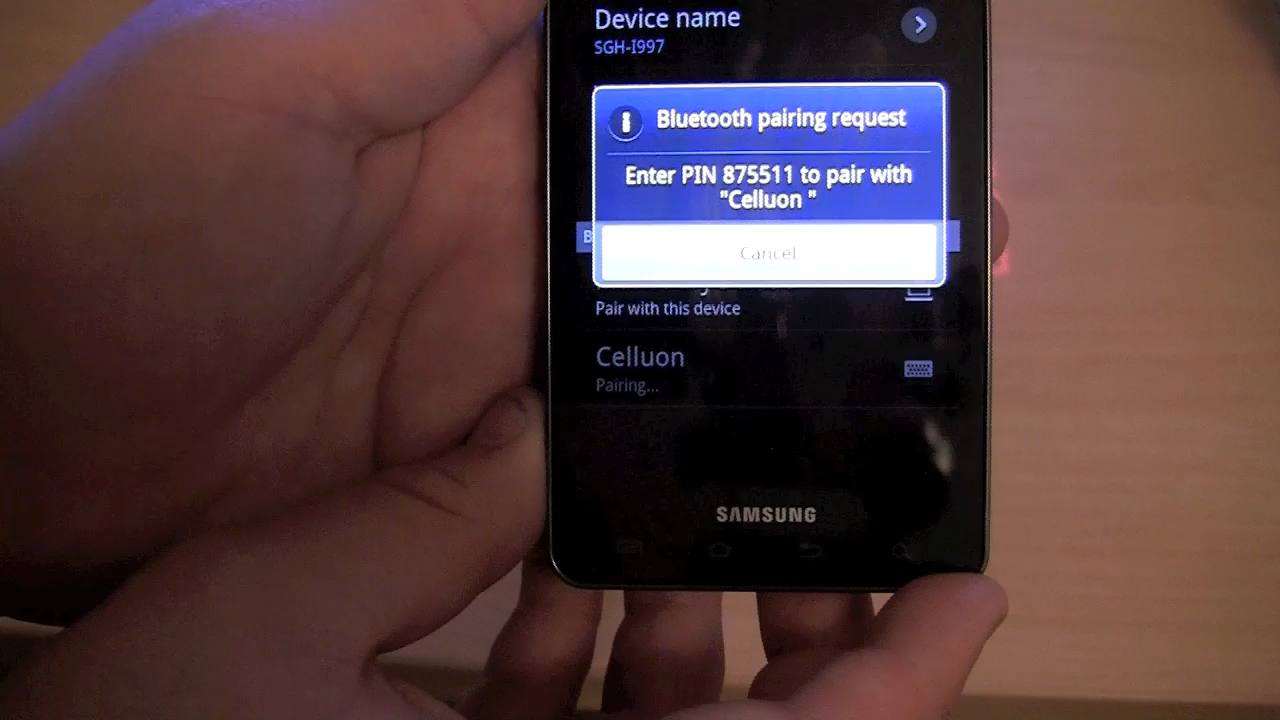 Device name
SGH-I997
Bluetooth pairing request
Enter PIN 875511 to pair with
"Celluon "
B
Cancel
Pair with this device
Celluon
Pairing...
SAMSUNG